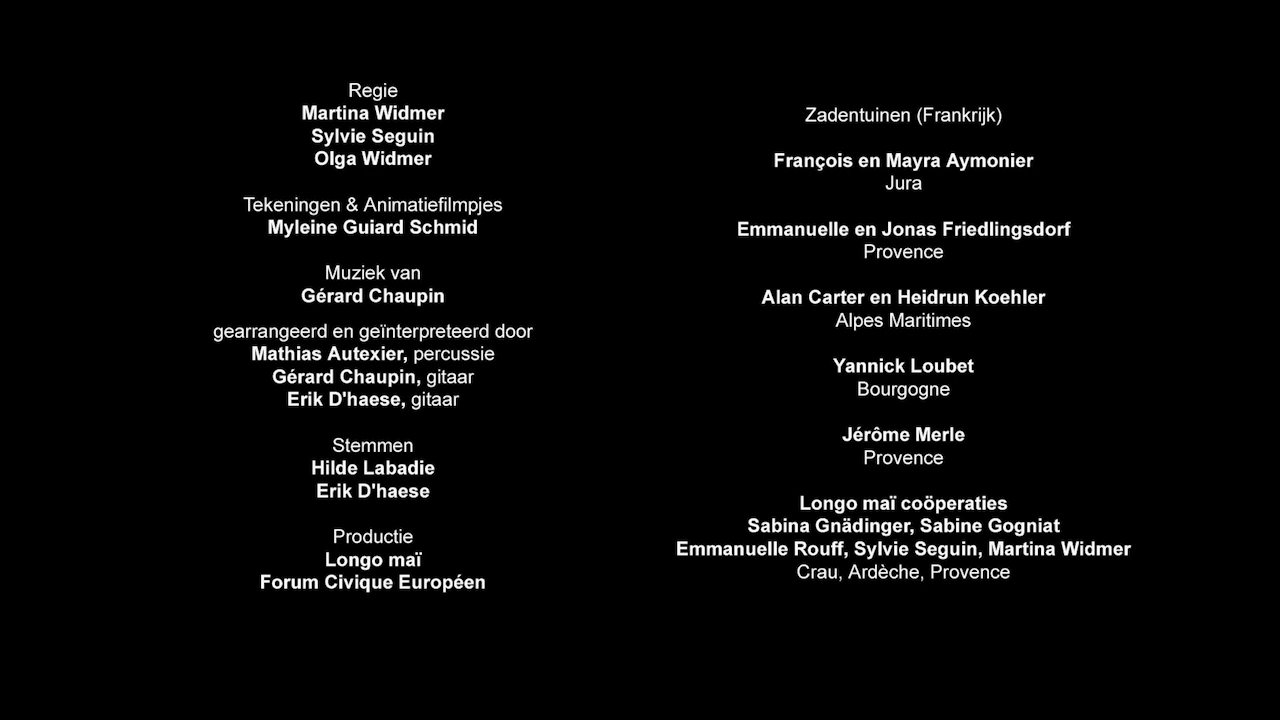 Regie
Martina Widmer
Sylvie Seguin
Olga Widmer
Tekeningen & Animatiefilmpjes
Myleine Guiard Schmid
Muziek van
Gérard Chaupin
gearrangeerd en geïnterpreteerd door
Mathias Autexier, percussie
Gérard Chaupin, gitaar
Erik D'haese, gitaar
Stemmen
Hilde Labadie
Erik D'haese
Productie
Longo maï
Forum Civique Européen
Zadentuinen (Frankrijk)
François en Mayra Aymonier
Jura
Emmanuelle en Jonas Friedlingsdorf
Provence
Alan Carter en Heidrun Koehler
Alpes Maritimes
Yannick Loubet
Bourgogne
Jérôme Merle
Provence
Longo maï coöperaties
Sabina Gnädinger, Sabine Gogniat
Emmanuelle Rouff, Sylvie Seguin, Martina Widmer
Crau, Ardèche, Provence